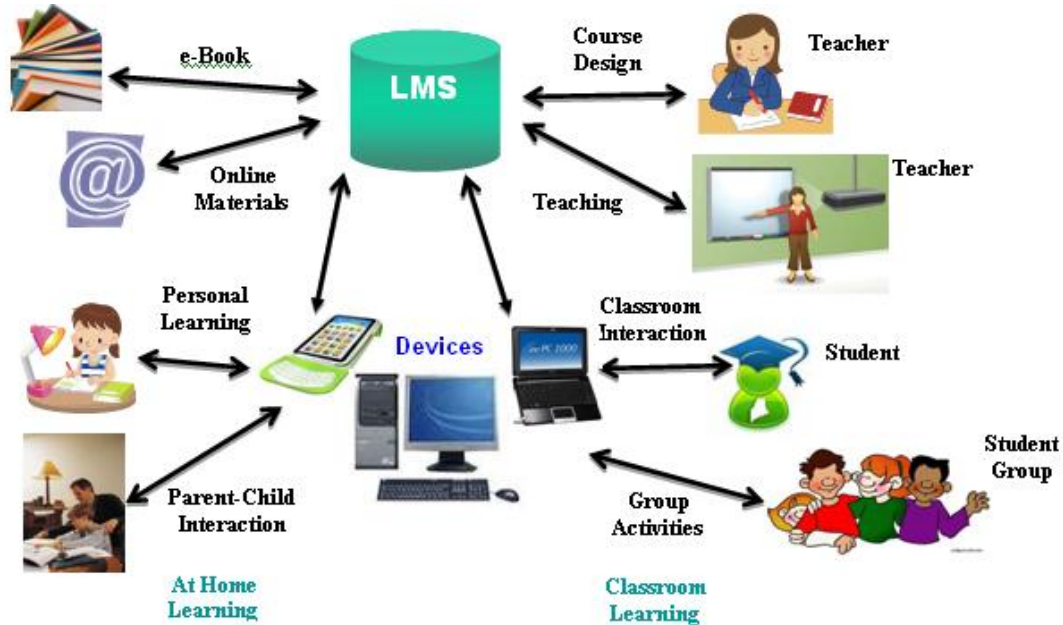 e-Book
LMS
Course
Design
Teacher
@
Online
Materials
Teaching
Teacher
Personal
Learning
Devices
Classroom
Interaction
Student
Parent-Child
Interaction
Group
Activities
Student
Group
At Home
Learning
Classroom
Learning